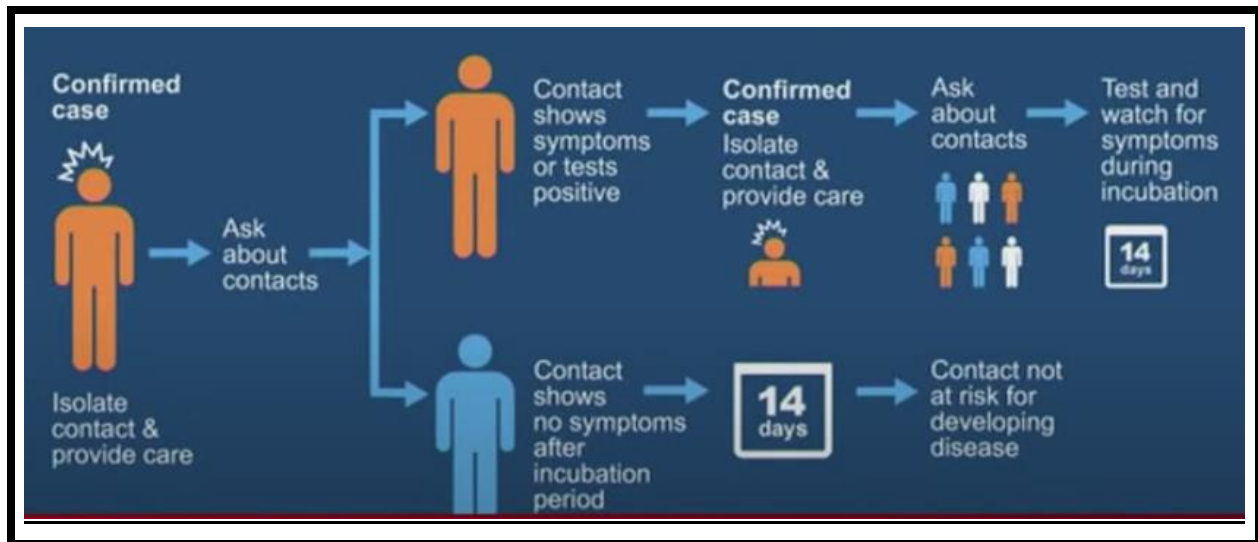 Confirmed
case
Isolate
contact &
provide care
Ask
about
contacts
Contact
shows
symptoms
or tests
positive
Confirmed
case
Isolate
contact &
provide care
Ask
about
contacts
Test and
watch for
symptoms
during
incubation
14
days
Contact
shows
no symptoms
after
incubation
period
14
days
Contact not
at risk for
developing
disease